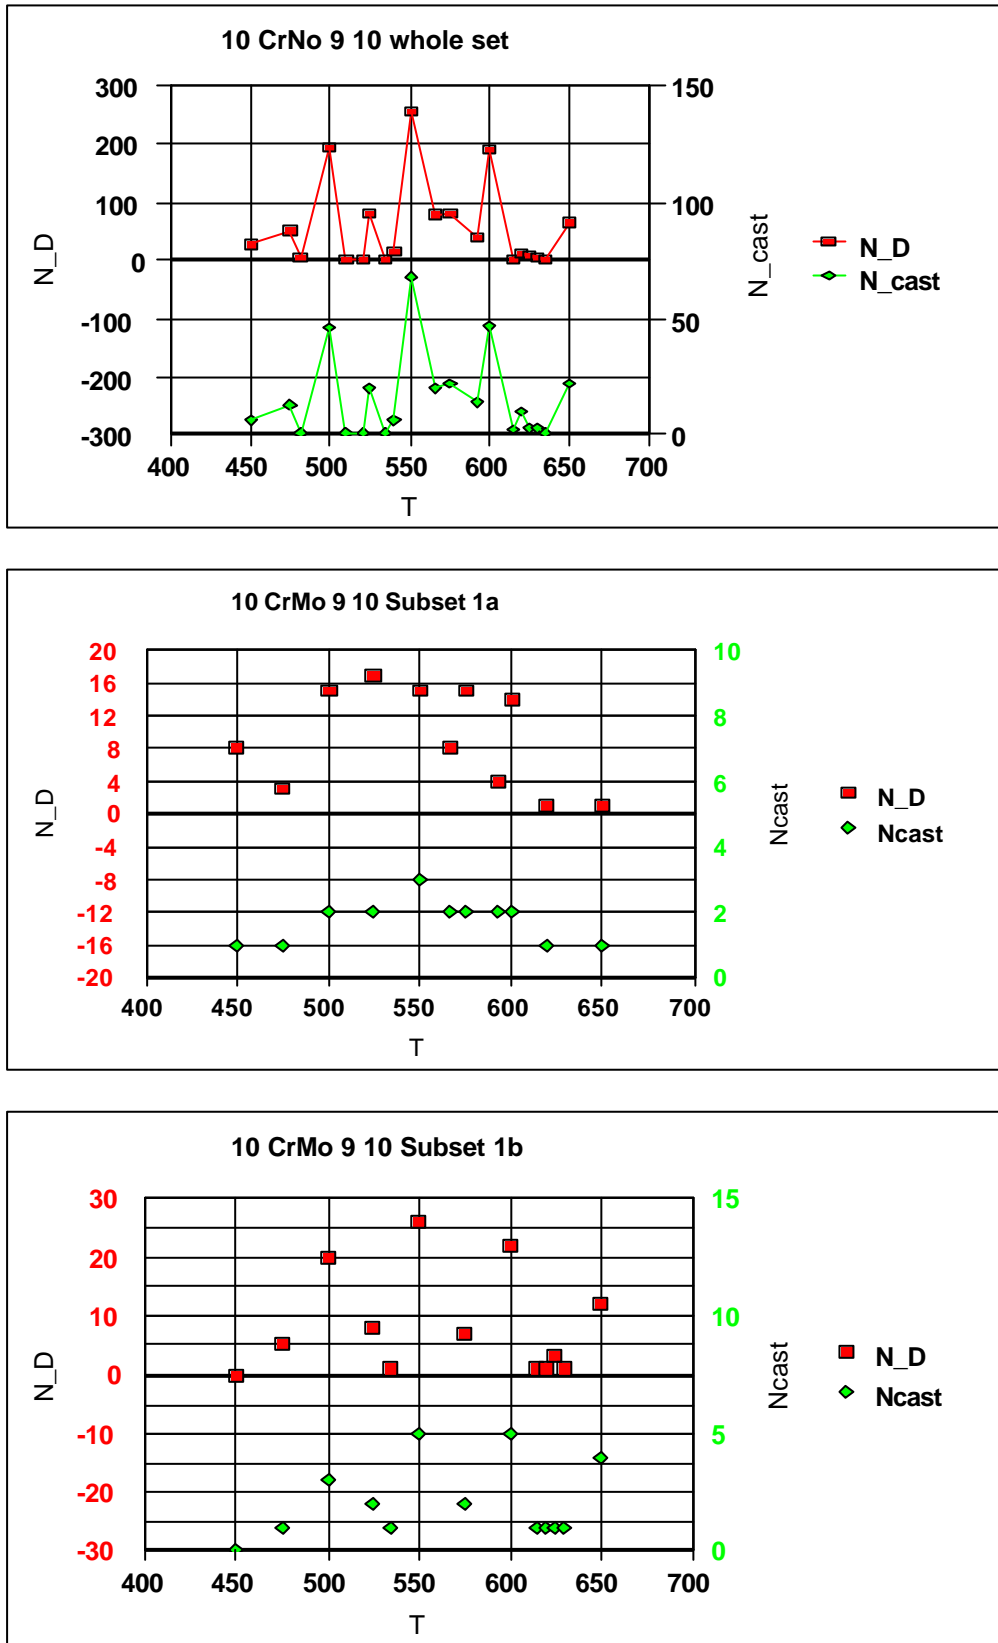 10 CrNo 9 10 whole set
300 150
200
100 100
0
-100 50
-200
-300 0
400 450 500 550 600 650 700
T
N_D
N_cast
N_D
N_cast
10 CrMo 9 10 Subset 1a
20 10
16
12 8
8
4 6
0
-4 4
-8
-12 2
-16
-20 0
400 450 500 550 600 650 700
T
N_D
Ncast
N_D
Ncast
10 CrMo 9 10 Subset 1b
30 15
20
10 10
0
-10 5
-20
-30 0
400 450 500 550 600 650 700
T
N_D
Ncast
N_D
Ncast